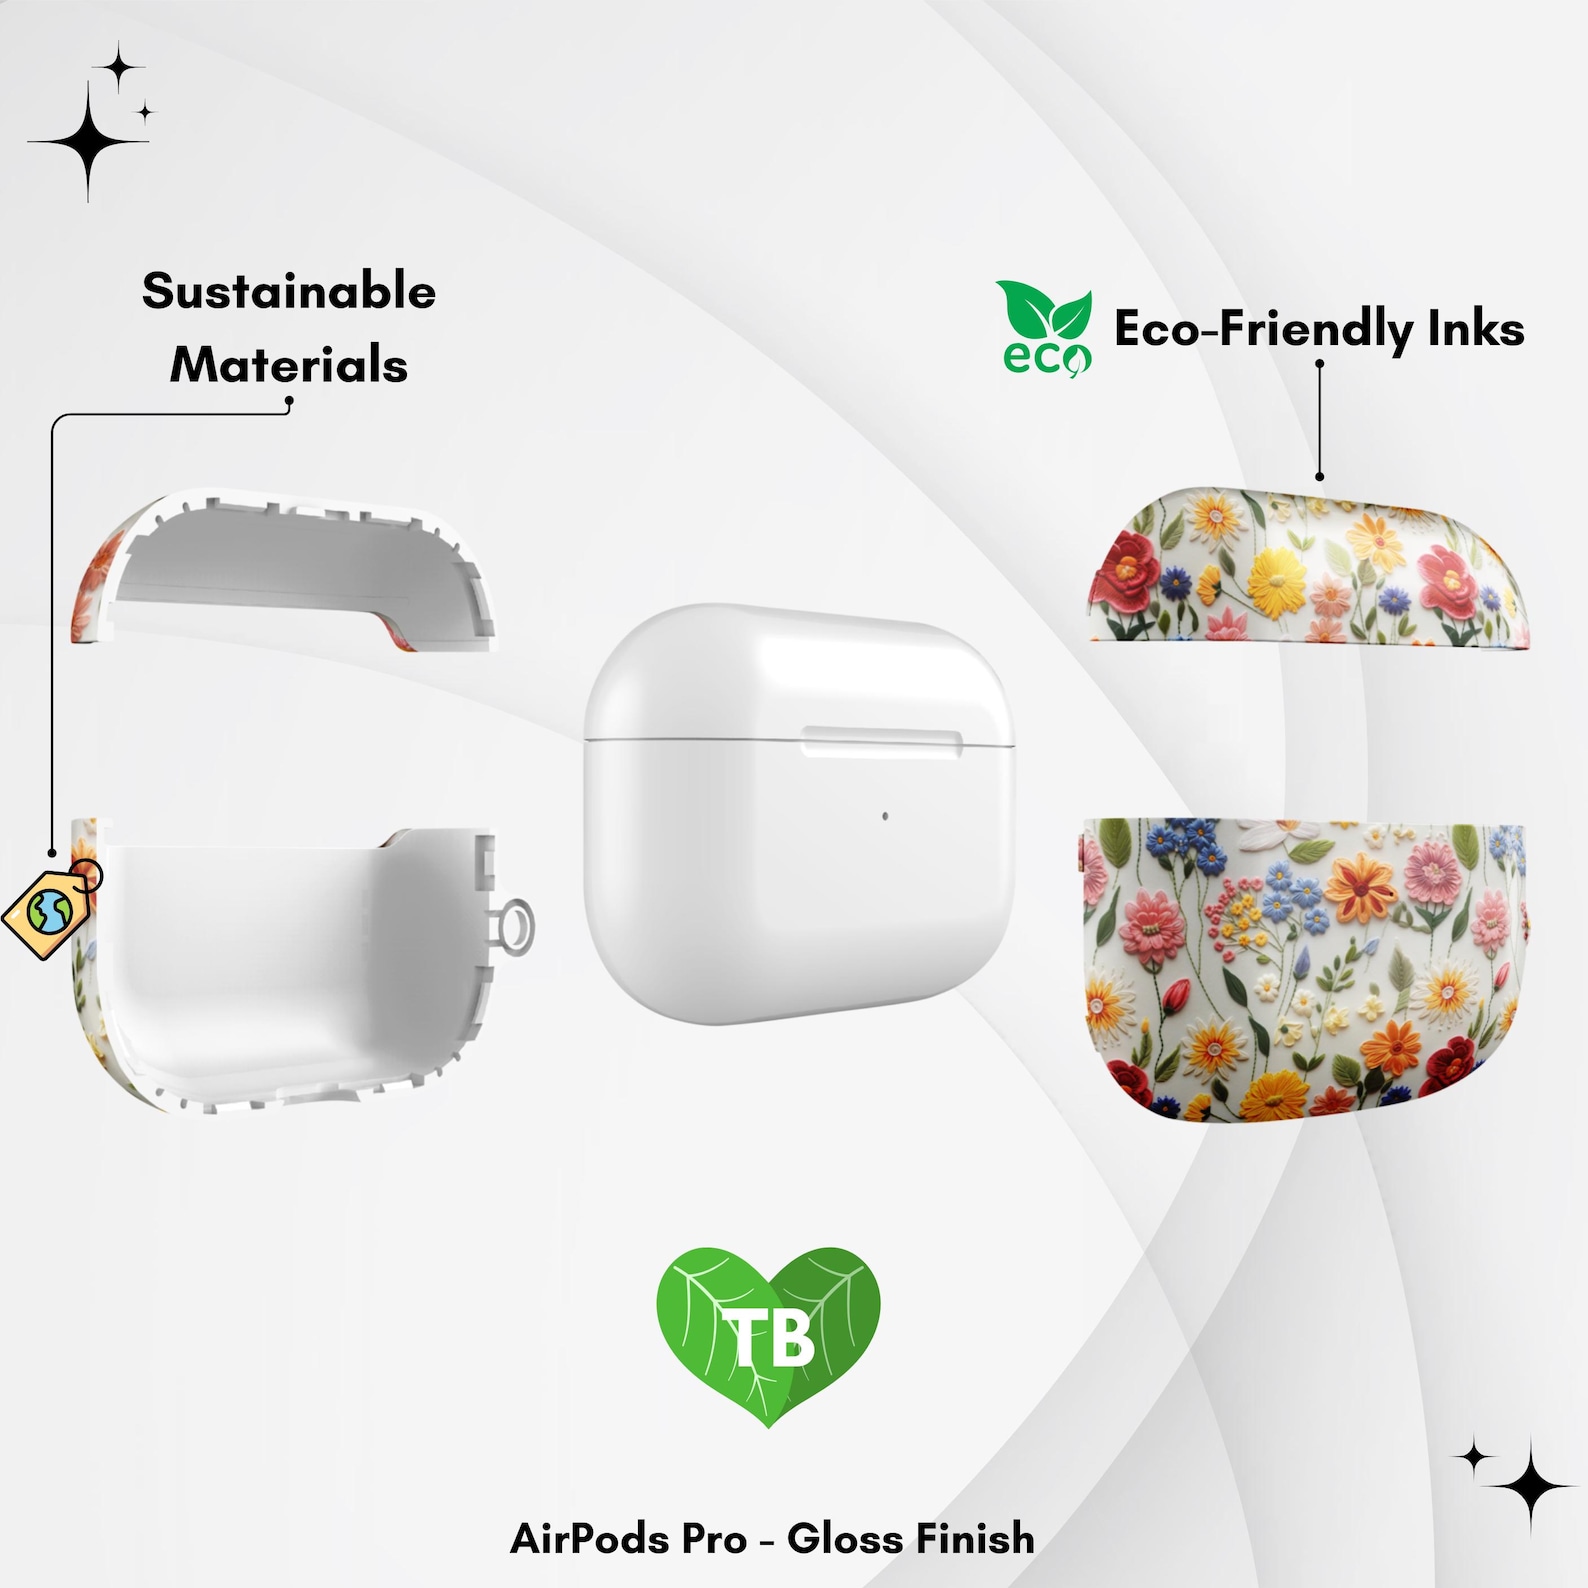 Sustainable
Materials
eco
Eco-Friendly Inks
TB
AirPods Pro - Gloss Finish